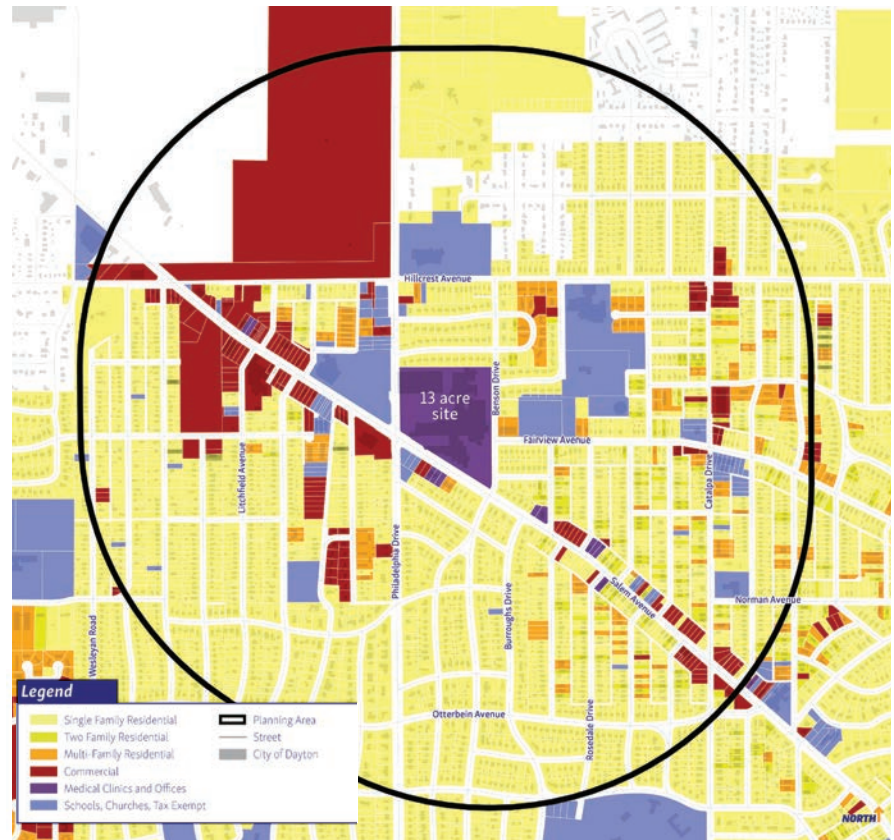 Hillcrest Avenue
13 acre
site
Benson Drive
Fairview Avenue
Litchfield Avenue
Catalpa Drive
Philadelphia Drive
Burroughs Drive
Salem Avenue
Norman Avenue
Wesleyan Road
Otterbein Avenue
Rosedale Drive
Legend
Single Family Residential
Two Family Residential
Multi-Family Residential
Commercial
Medical Clinics and Offices
Schools, Churches, Tax Exempt
Planning Area
Street
City of Dayton
NORTH